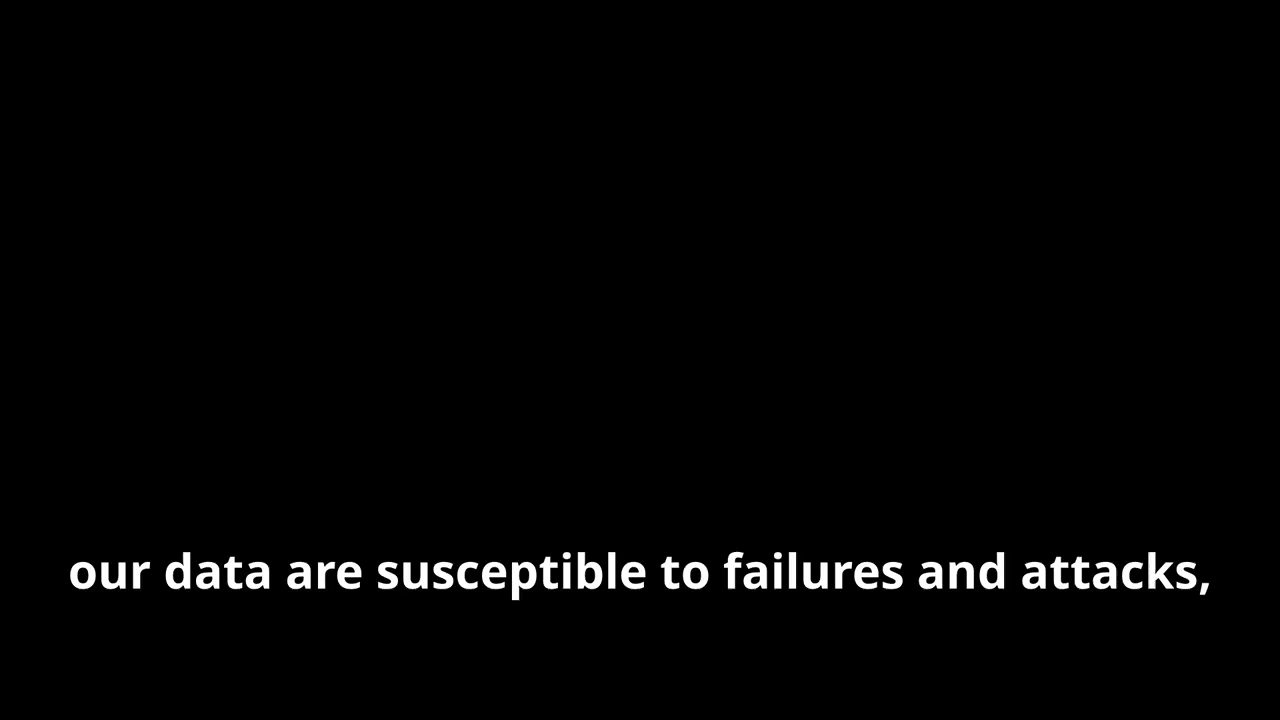 our data are susceptible to failures and attacks,